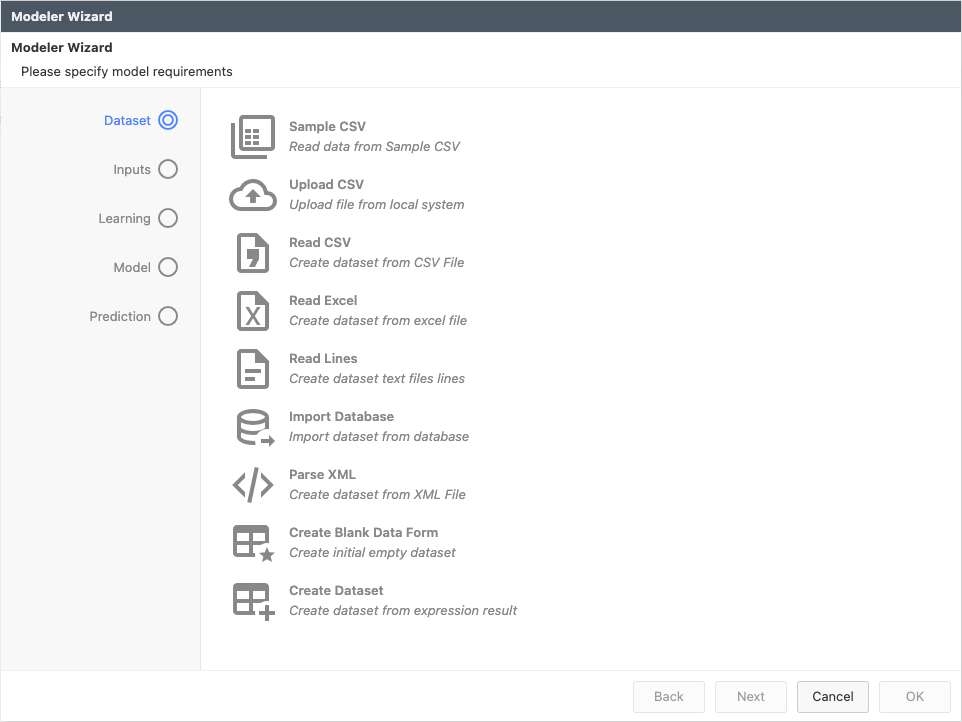 Modeler Wizard
Modeler Wizard
Please specify model requirements
Dataset
Inputs
Learning
Model
Prediction
Sample CSV
Read data from Sample CSV
Upload CSV
Upload file from local system
Read CSV
Create dataset from CSV File
Read Excel
Create dataset from excel file
Read Lines
Create dataset text files lines
Import Database
Import dataset from database
Parse XML
Create dataset from XML File
Create Blank Data Form
Create initial empty dataset
Create Dataset
Create dataset from expression result
Back
Next
Cancel
OK